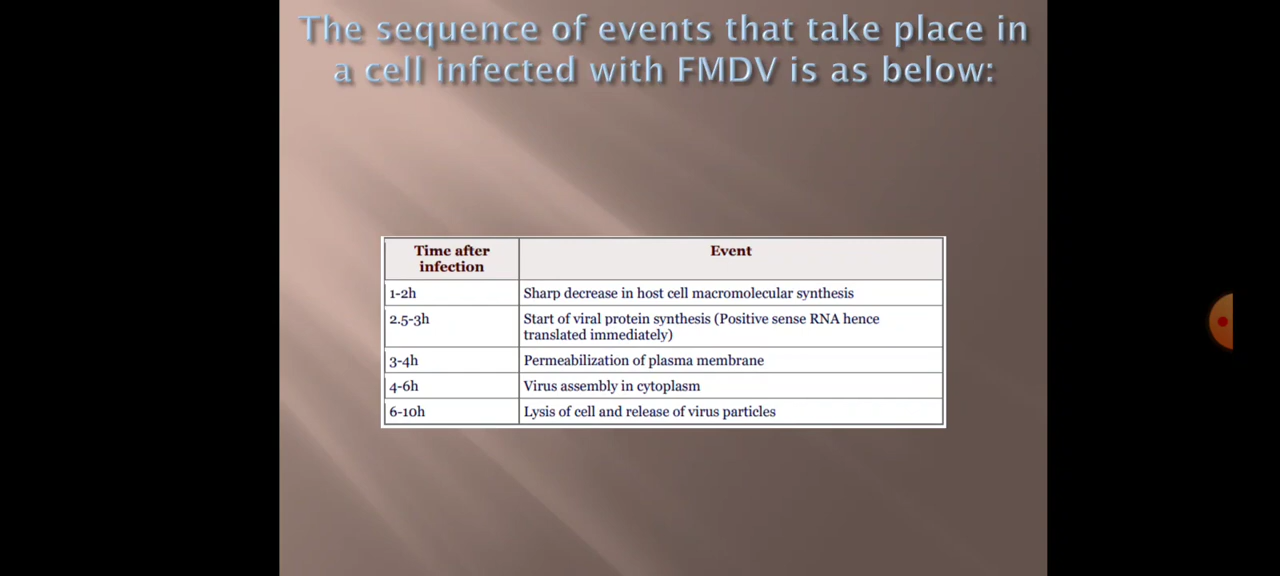 The sequence of events that take place in
a cell infected with FMDV is as below:
Time after
infection
Event
1-2h
Sharp decrease in host cell macromolecular synthesis
2.5-3h
Start of viral protein synthesis (Positive sense RNA hence
translated immediately)
3-4h
Permeabilization of plasma membrane
4-6h
Virus assembly in cytoplasm
6-10h
Lysis of cell and release of virus particles